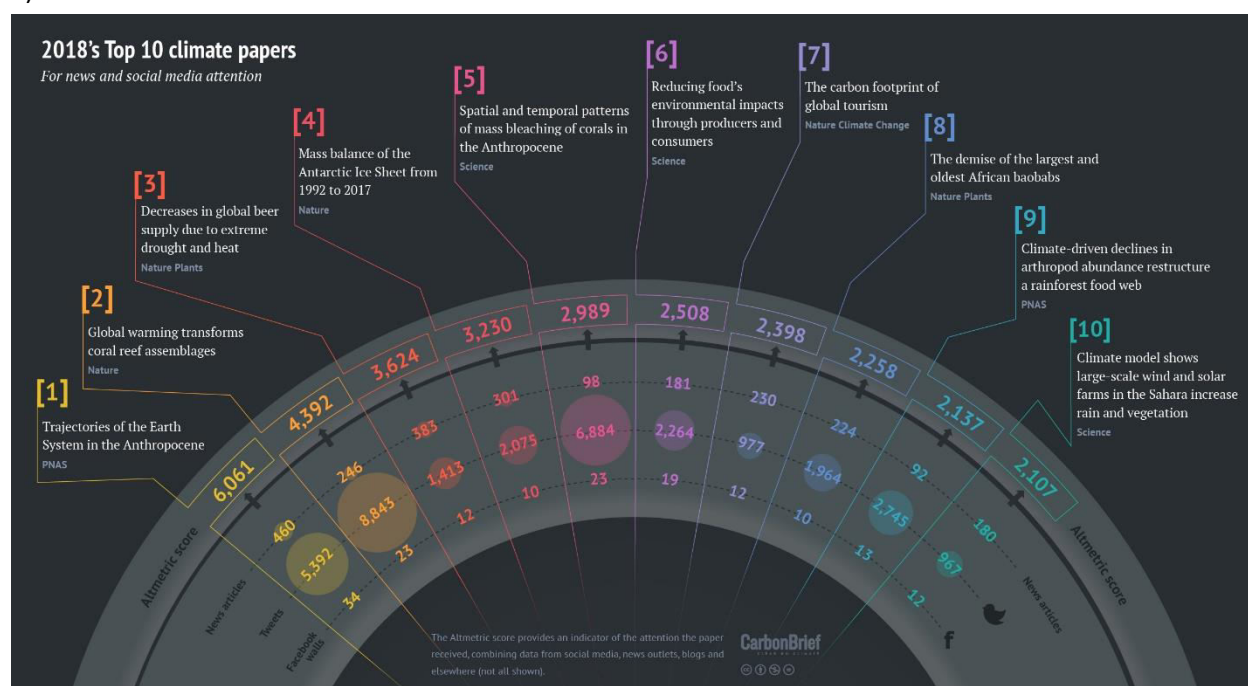 2018's Top 10 climate papers
For news and social media attention
[1]
Trajectories of the Earth
System in the Anthropocene
PNAS
[2]
Global warming transforms
coral reef assemblages
Nature
[3]
Decreases in global beer
supply due to extreme
drought and heat
Nature Plants
[4]
Mass balance of the
Antarctic Ice Sheet from
1992 to 2017
Nature
[5]
Spatial and temporal patterns
of mass bleaching of corals in
the Anthropocene
Science
[6]
Reducing food's
environmental impacts
through producers and
consumers
Science
[7]
The carbon footprint of
global tourism
Nature Climate Change
[8]
The demise of the largest and
oldest African baobabs
Nature Plants
[9]
Climate-driven declines in
arthropod abundance restructure
a rainforest food web
PNAS
[10]
Climate model shows
large-scale wind and solar
farms in the Sahara increase
rain and vegetation
Science
Altmetric score
6,061
4,392
3,624
3,230
2,989
2,508
2,398
2,258
2,137
2,107
Altmetric score
News articles
460
246
383
301
98
181
230
224
92
180
News articles
Tweets
5,392
8,843
1,413
2,075
6,884
2,264
977
1,964
2,745
967
Facebook
walls
34
23
12
10
23
19
12
10
13
12
f
The Altmetric score provides an indicator of the attention the paper
received, combining data from social media, news outlets, blogs and
elsewhere (not all shown).
CarbonBrief